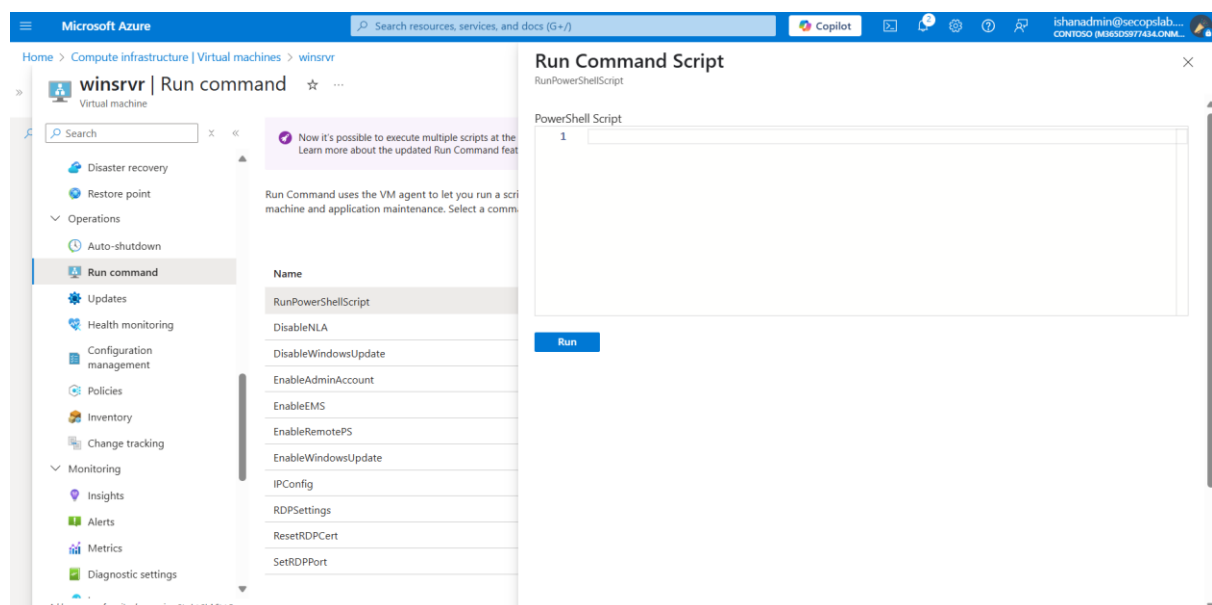 Microsoft Azure
Search resources, services, and docs (G+/)
Copilot
2
ishanadmin@secopslab....
CONTOSO (M365DS977434.ONM...
Home > Compute infrastructure | Virtual machines > winsrvr
winsrvr | Run command
Virtual machine
Search
Disaster recovery
Restore point
Operations
Auto-shutdown
Run command
Updates
Health monitoring
Configuration
management
Policies
Inventory
Change tracking
Monitoring
Insights
Alerts
Metrics
Diagnostic settings
Now it's possible to execute multiple scripts at the
Learn more about the updated Run Command feat
Run Command uses the VM agent to let you run a scri
machine and application maintenance. Select a comm
Name
RunPowerShellScript
DisableNLA
DisableWindowsUpdate
EnableAdminAccount
EnableEMS
EnableRemotePS
EnableWindowsUpdate
IPConfig
RDPSettings
ResetRDPCert
SetRDPPort
Run Command Script
RunPowerShellScript
PowerShell Script
1
Run